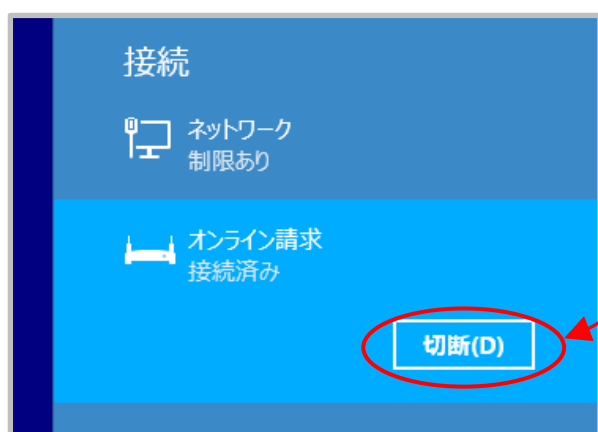 接続
ネットワーク
制限あり
オンライン請求
接続済み
切断(D)